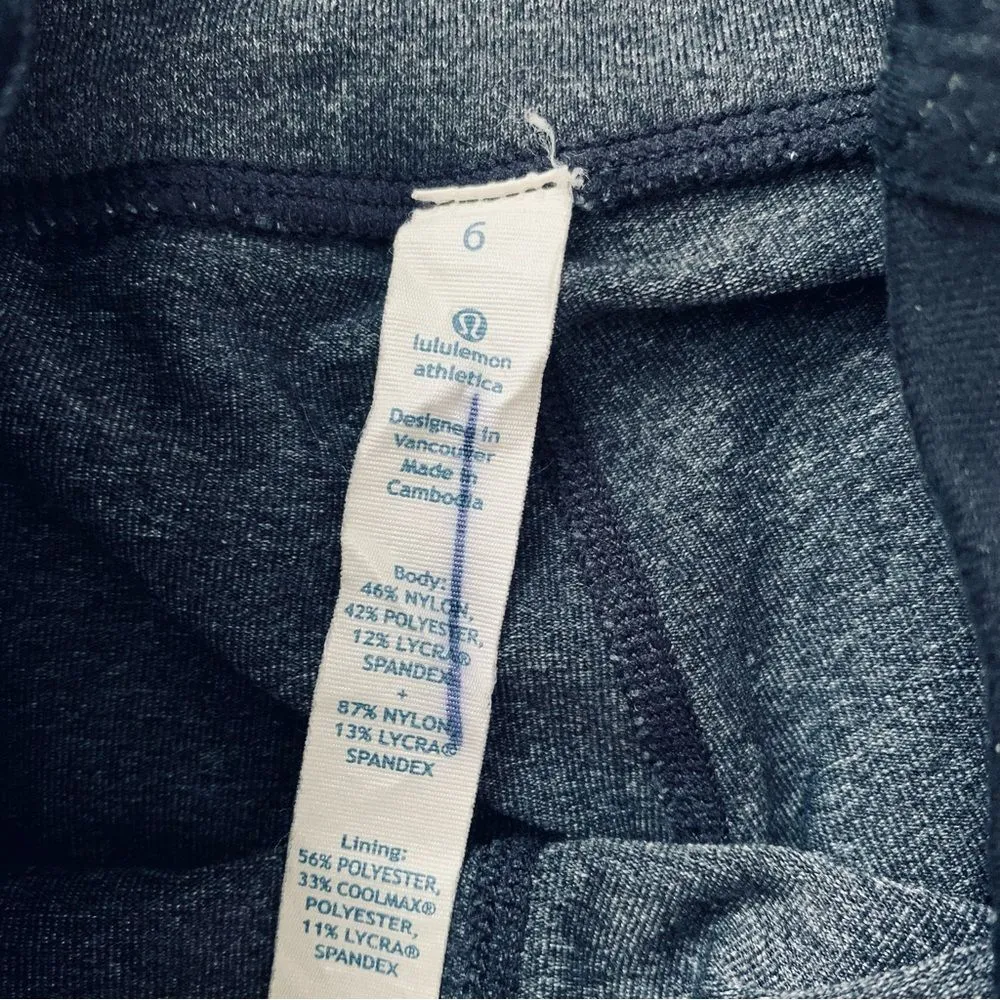 6
lululemon
athletica
Designed in
Vancouver
Made in
Cambodia
Body:
46% NYLON,
42% POLYESTER,
12% LYCRA®
SPANDEX
+
87% NYLON,
13% LYCRA®
SPANDEX
Lining:
56% POLYESTER,
33% COOLMAX®
POLYESTER,
11% LYCRA®
SPANDEX